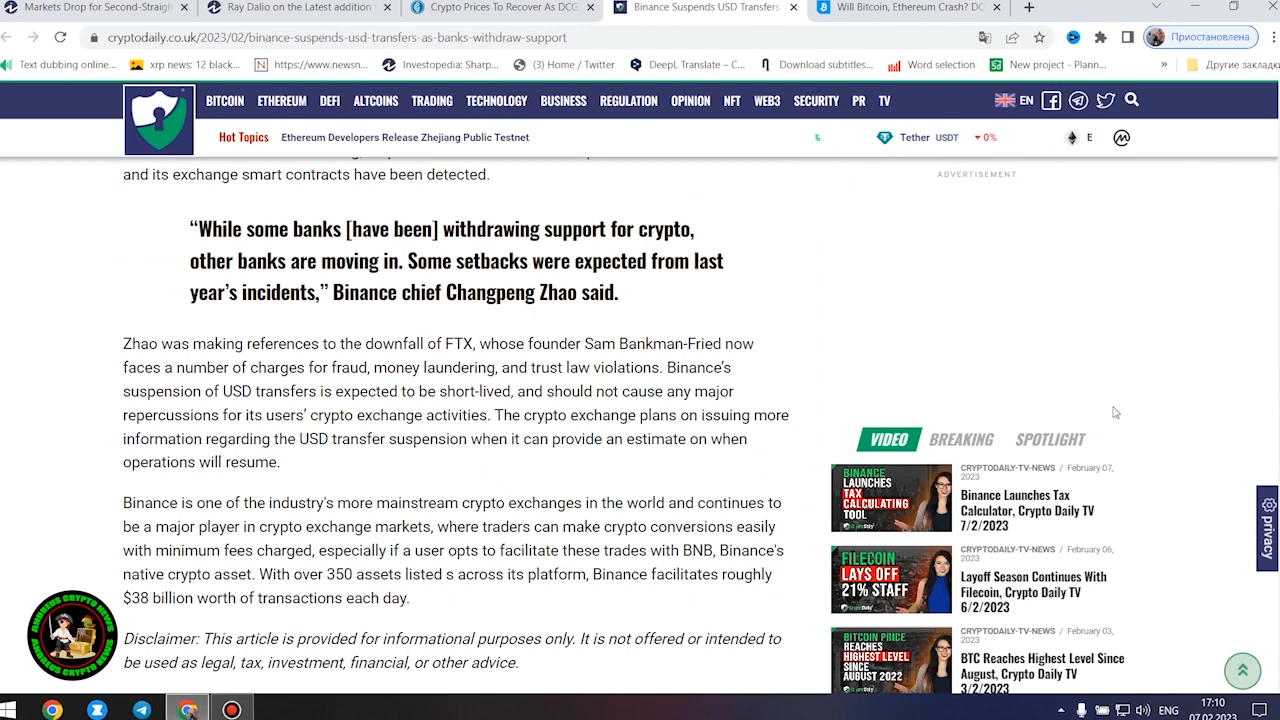 Markets Drop for Second-Straigh
Ray Dalio on the Latest addition t
Crypto Prices To Recover As DCG
Binance Suspends USD Transfers
Will Bitcoin, Ethereum Crash? DC
cryptodaily.co.uk/2023/02/binance-suspends-usd-transfers-as-banks-withdraw-support
Приостановлена
Text dubbing online...
xrp news: 12 black...
https://www.newsn...
Investopedia: Sharp...
(3) Home / Twitter
DeepL Translate – C...
Download subtitles...
Word selection
New project - Plann...
»
Другие закладки
BITCOIN ETHEREUM DEFI ALTCOINS TRADING TECHNOLOGY BUSINESS REGULATION OPINION NFT WEB3 SECURITY PR TV
EN
Hot Topics Ethereum Developers Release Zhejiang Public Testnet
Tether USDT ▾ 0%
E
and its exchange smart contracts have been detected.
ADVERTISEMENT
“While some banks [have been] withdrawing support for crypto,
other banks are moving in. Some setbacks were expected from last
year’s incidents,” Binance chief Changpeng Zhao said.
Zhao was making references to the downfall of FTX, whose founder Sam Bankman-Fried now
faces a number of charges for fraud, money laundering, and trust law violations. Binance’s
suspension of USD transfers is expected to be short-lived, and should not cause any major
repercussions for its users’ crypto exchange activities. The crypto exchange plans on issuing more
information regarding the USD transfer suspension when it can provide an estimate on when
operations will resume.
Binance is one of the industry's more mainstream crypto exchanges in the world and continues to
be a major player in crypto exchange markets, where traders can make crypto conversions easily
with minimum fees charged, especially if a user opts to facilitate these trades with BNB, Binance's
native crypto asset. With over 350 assets listed s across its platform, Binance facilitates roughly
$38 billion worth of transactions each day.
Disclaimer: This article is provided for informational purposes only. It is not offered or intended to
be used as legal, tax, investment, financial, or other advice.
VIDEO BREAKING SPOTLIGHT
BINANCE
LAUNCHES
TAX
CALCULATING
TOOL
CRYPTODAILY-TV-NEWS / February 07,
2023
Binance Launches Tax
Calculator, Crypto Daily TV
7/2/2023
FILECOIN
LAYS OFF
21% STAFF
CRYPTODAILY-TV-NEWS / February 06,
2023
Layoff Season Continues With
Filecoin, Crypto Daily TV
6/2/2023
BITCOIN PRICE
REACHES
HIGHEST LEVEL
SINCE
AUGUST 2022
CRYPTODAILY-TV-NEWS / February 03,
2023
BTC Reaches Highest Level Since
August, Crypto Daily TV
3/2/2023
privacy
ANDREUS CRYPTO NEWS
ANDREUS CRYPTO NEWS
ENG
17:10
07.02.2023